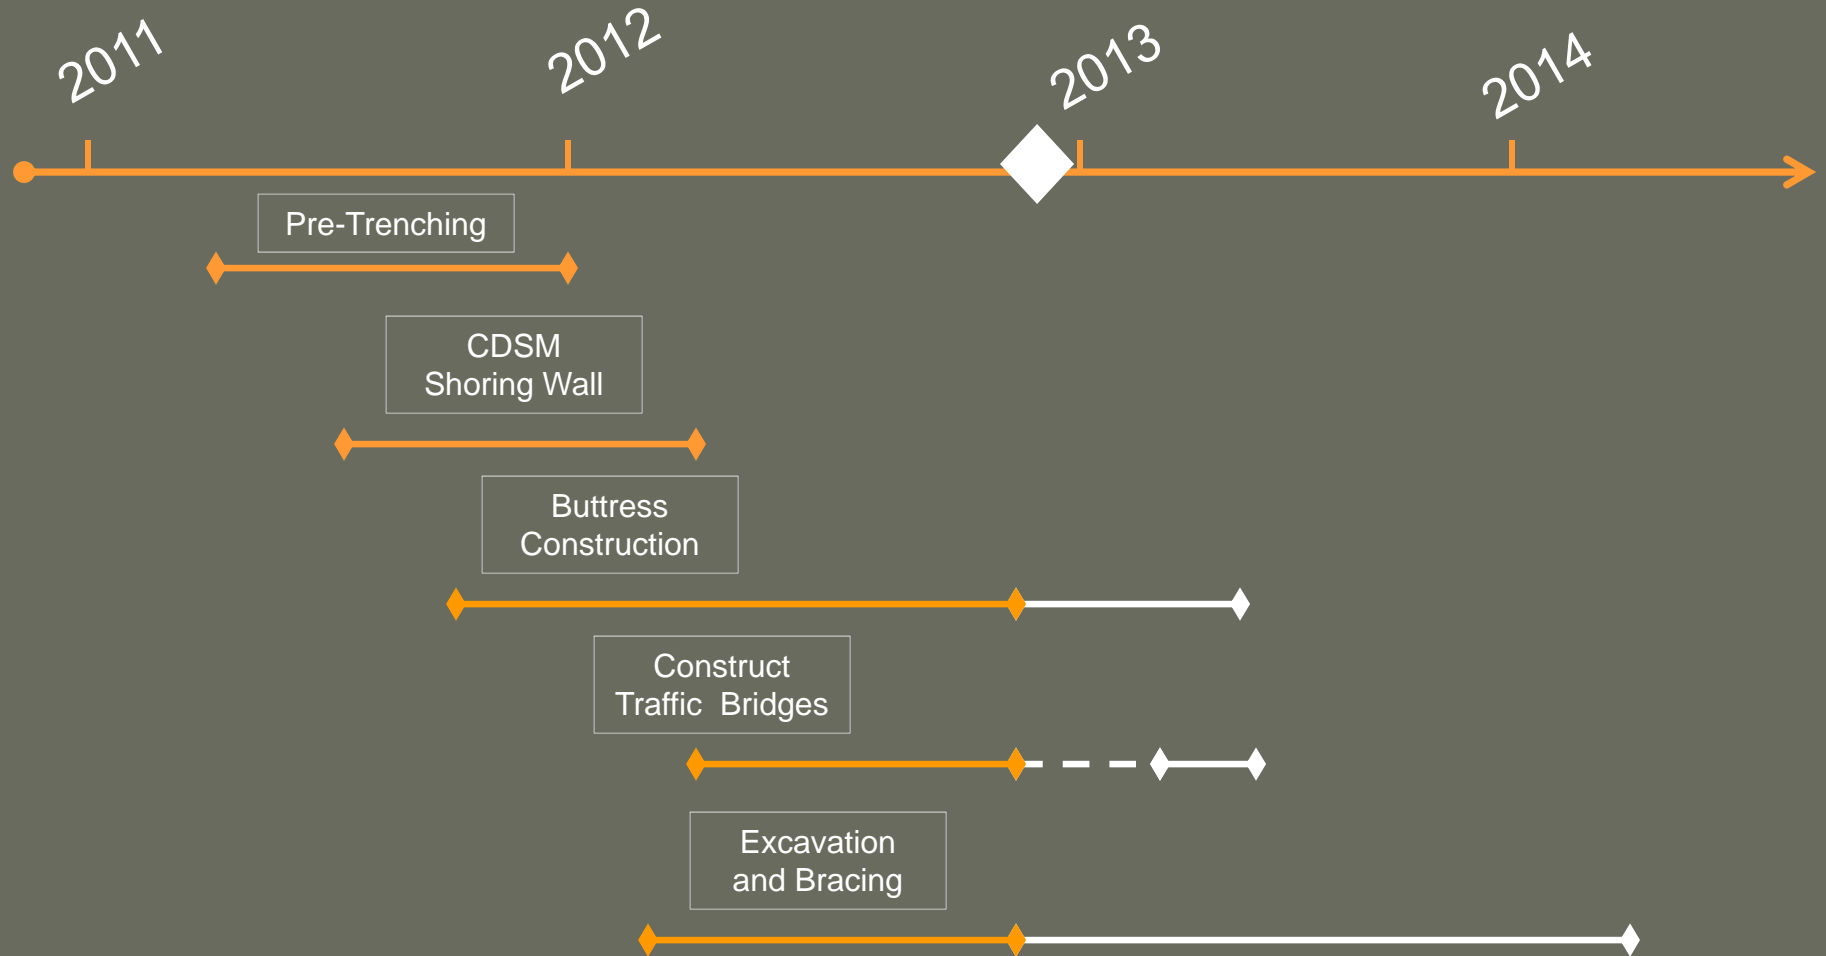 2011
2012
2013
2014
Pre-Trenching
CDSM
Shoring Wall
Buttress
Construction
Construct
Traffic  Bridges
Excavation
and Bracing